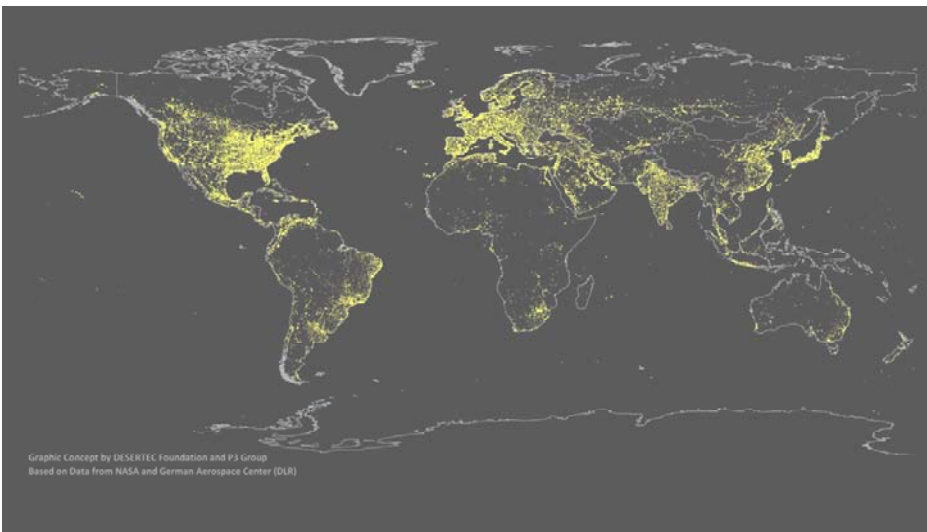 Graphic Concept by DESERTEC Foundation and P3 Group
Based on Data from NASA and German Aerospace Center (DLR)